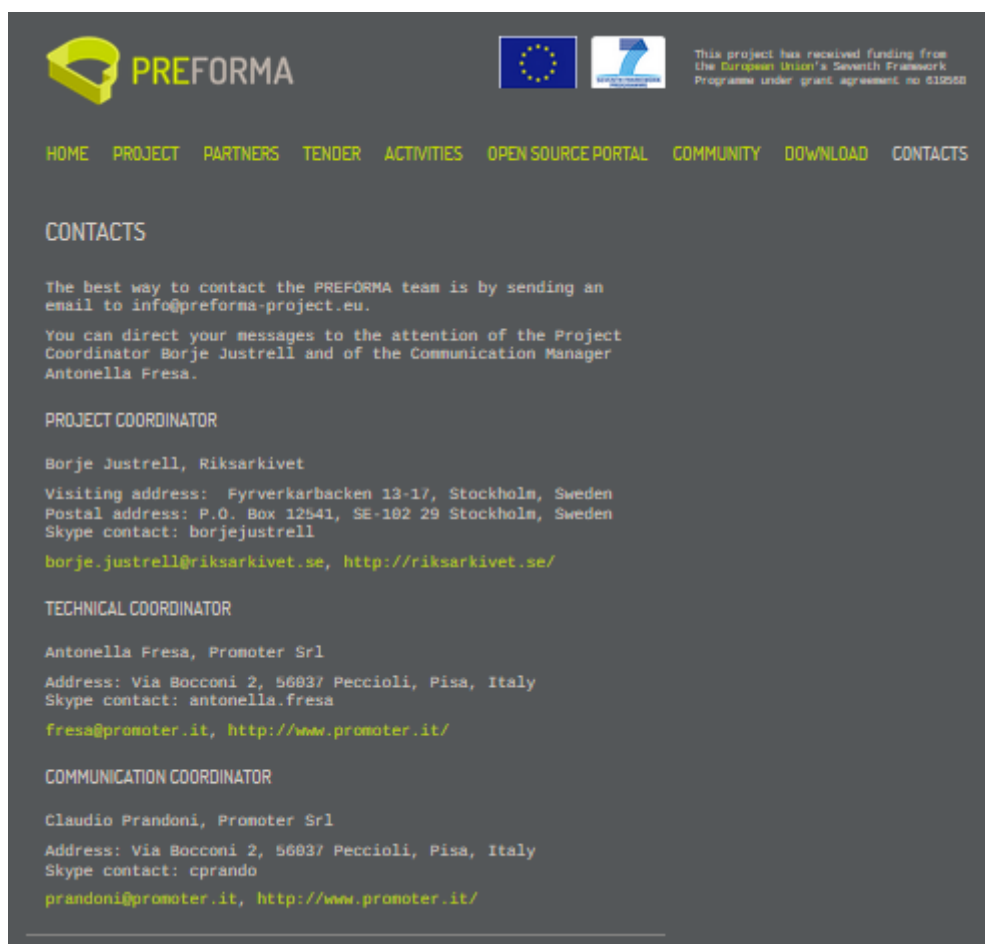 PREFORMA
7
SEVENTH FRAMEWORK
PROGRAMME
This project has received funding from
the European Union's Seventh Framework
Programme under grant agreement no 619568
HOME PROJECT PARTNERS TENDER ACTIVITIES OPEN SOURCE PORTAL COMMUNITY DOWNLOAD CONTACTS
CONTACTS
The best way to contact the PREFORMA team is by sending an
email to info@preforma-project.eu.
You can direct your messages to the attention of the Project
Coordinator Borje Justrell and of the Communication Manager
Antonella Fresa.
PROJECT COORDINATOR
Borje Justrell, Riksarkivet
Visiting address:  Fyrverkarbacken 13-17, Stockholm, Sweden
Postal address: P.O. Box 12541, SE-102 29 Stockholm, Sweden
Skype contact: borjejustrell
borje.justrell@riksarkivet.se, http://riksarkivet.se/
TECHNICAL COORDINATOR
Antonella Fresa, Promoter Srl
Address: Via Bocconi 2, 56037 Peccioli, Pisa, Italy
Skype contact: antonella.fresa
fresa@promoter.it, http://www.promoter.it/
COMMUNICATION COORDINATOR
Claudio Prandoni, Promoter Srl
Address: Via Bocconi 2, 56037 Peccioli, Pisa, Italy
Skype contact: cprando
prandoni@promoter.it, http://www.promoter.it/